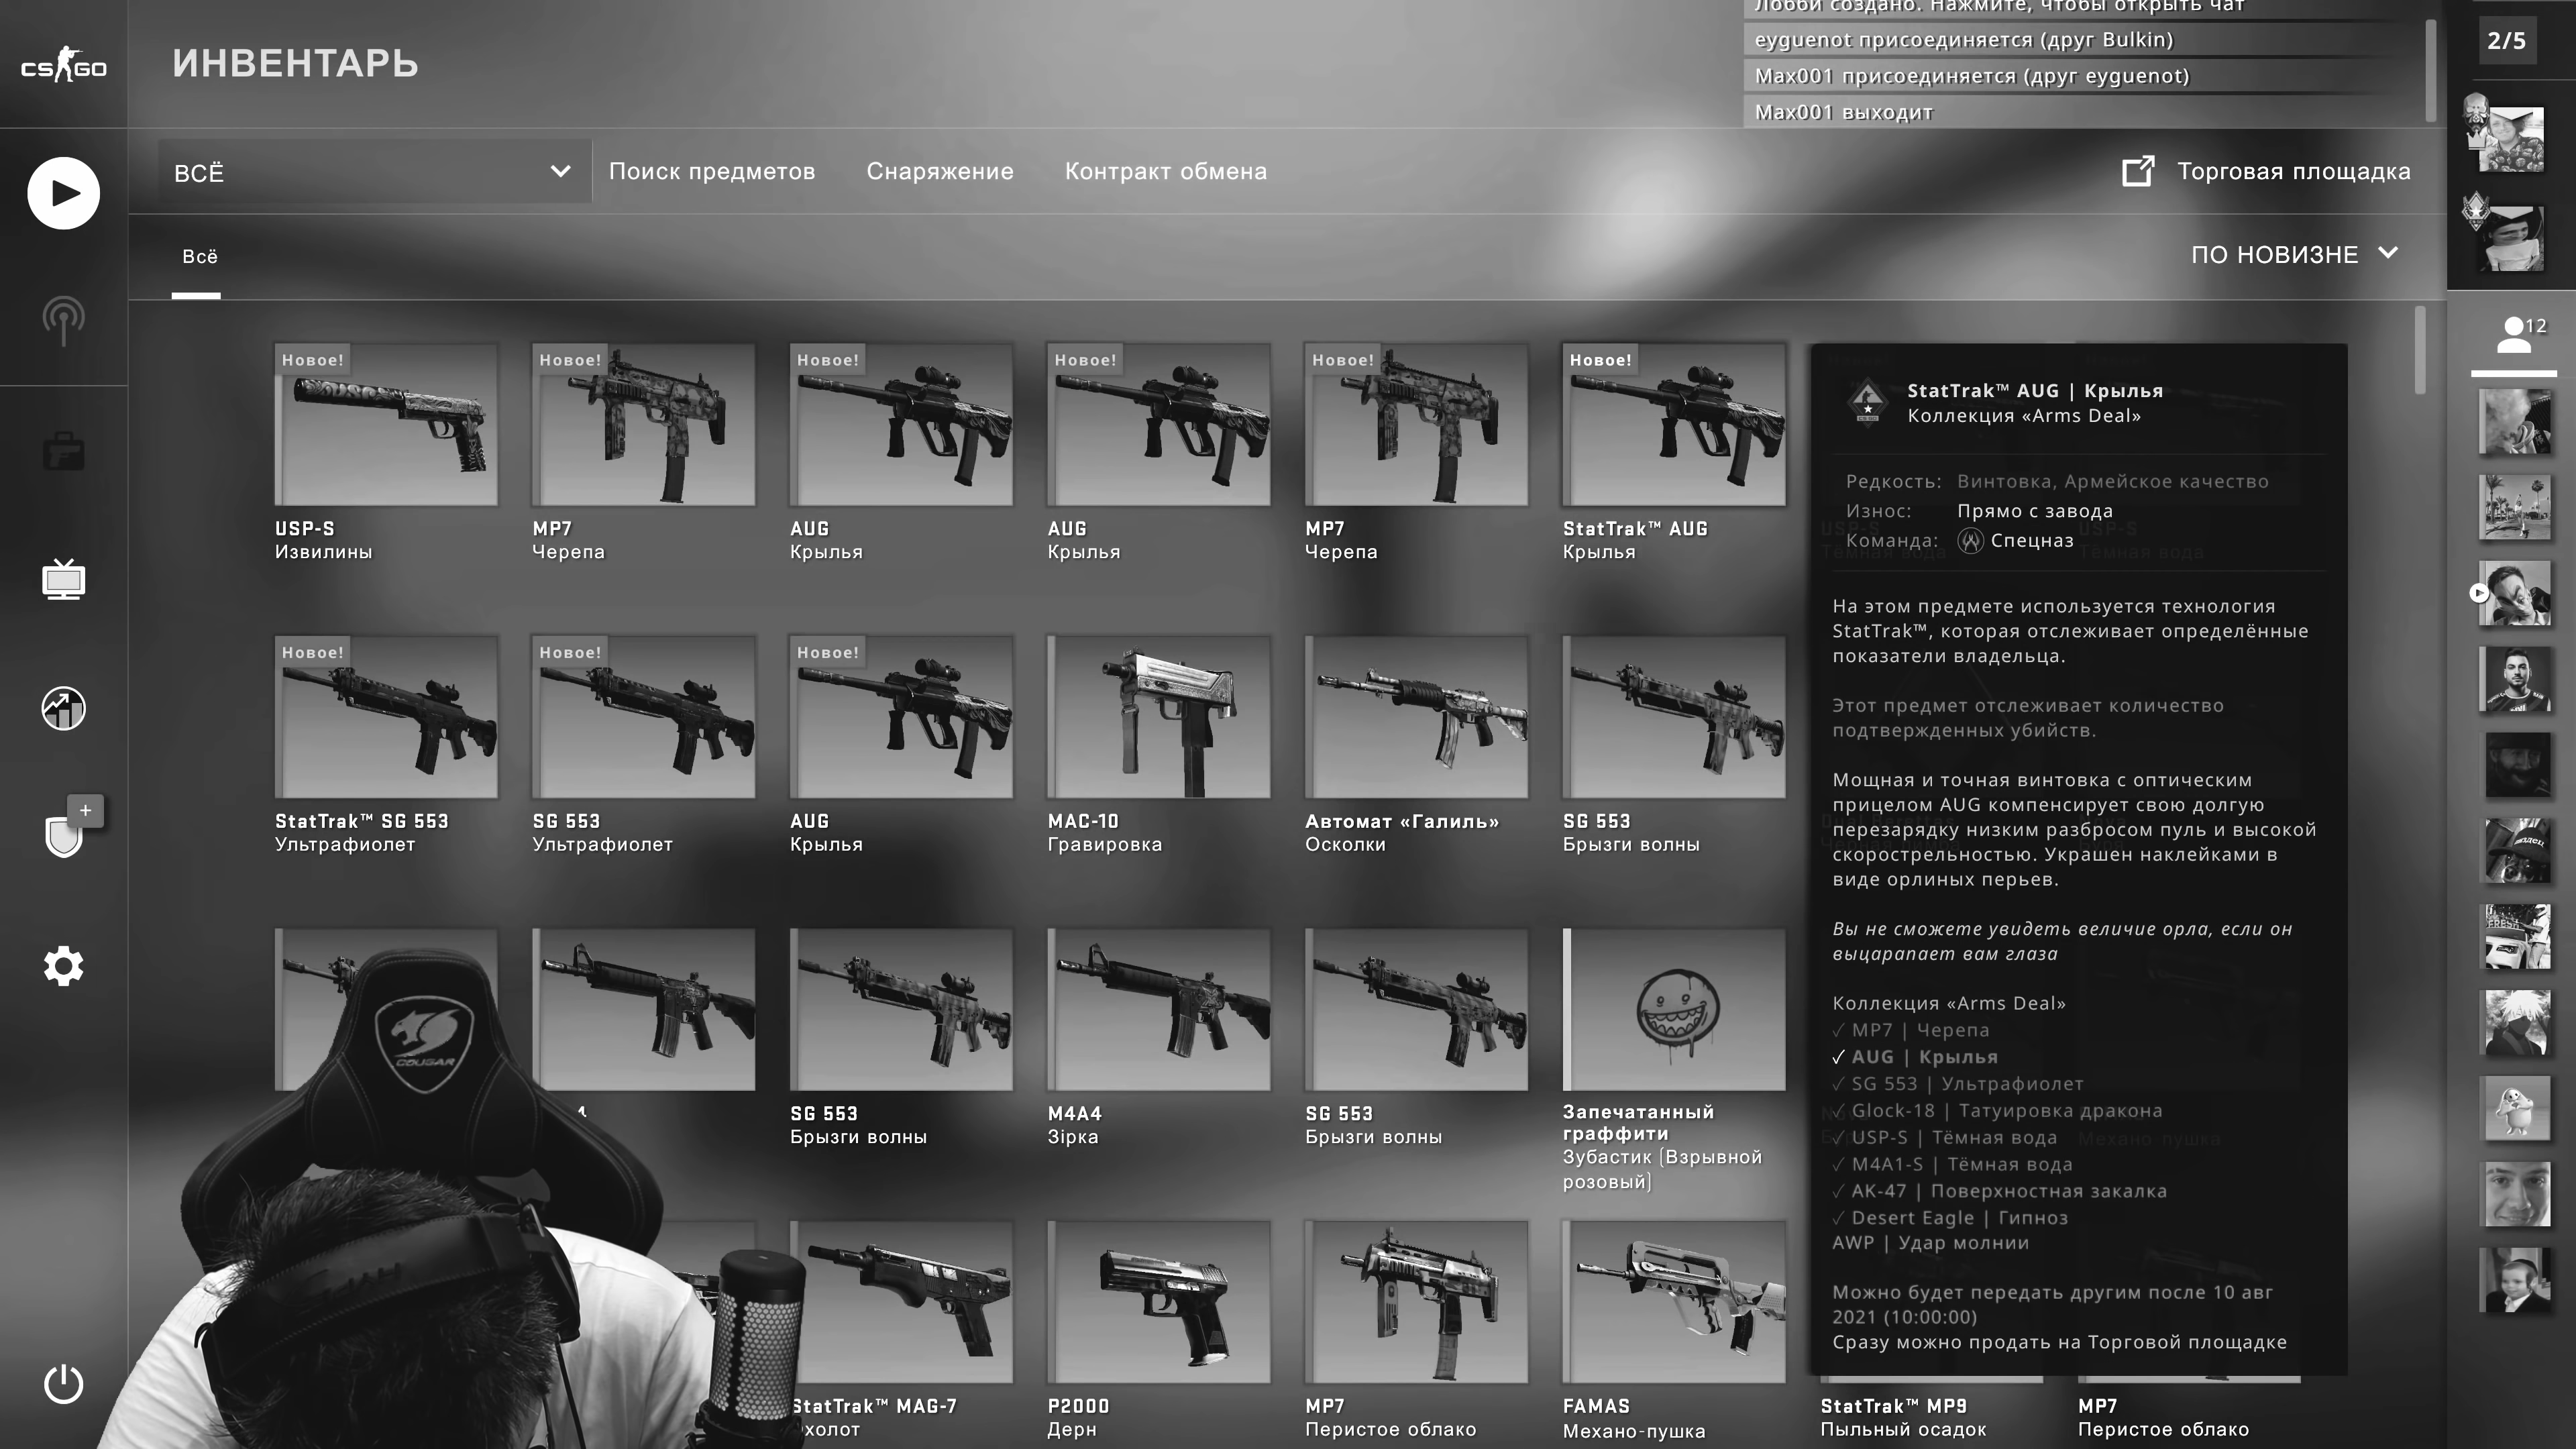 CS GO
ИНВЕНТАРЬ
Лобби создано. Нажмите, чтобы открыть чат
eyguenot присоединяется (друг Bulkin)
Max001 присоединяется (друг eyguenot)
Max001 выходит
2/5
ВСЁ
Поиск предметов
Снаряжение
Контракт обмена
Торговая площадка
Всё
ПО НОВИЗНЕ
12
Новое!
USP-S
Извилины
Новое!
MP7
Черепа
Новое!
AUG
Крылья
Новое!
AUG
Крылья
Новое!
MP7
Черепа
Новое!
StatTrak™ AUG
Крылья
Новое!
StatTrak™ SG 553
Ультрафиолет
Новое!
SG 553
Ультрафиолет
Новое!
AUG
Крылья
MAC-10
Гравировка
Автомат «Галиль»
Осколки
SG 553
Брызги волны
SG 553
Брызги волны
M4A4
Зірка
SG 553
Брызги волны
Запечатанный
граффити
Зубастик (Взрывной
розовый)
StatTrak™ MAG-7
P2000
Дерн
MP7
Перистое облако
FAMAS
Механо-пушка
StatTrak™ MP9
Пыльный осадок
MP7
Перистое облако
StatTrak™ AUG | Крылья
Коллекция «Arms Deal»
Редкость: Винтовка, Армейское качество
Износ: Прямо с завода
Команда: Спецназ
На этом предмете используется технология
StatTrak™, которая отслеживает определённые
показатели владельца.
Этот предмет отслеживает количество
подтвержденных убийств.
Мощная и точная винтовка с оптическим
прицелом AUG компенсирует свою долгую
перезарядку низким разбросом пуль и высокой
скорострельностью. Украшен наклейками в
виде орлиных перьев.
Вы не сможете увидеть величие орла, если он
выцарапает вам глаза
Коллекция «Arms Deal»
✓ MP7 | Черепа
✓ AUG | Крылья
✓ SG 553 | Ультрафиолет
✓ Glock-18 | Татуировка дракона
✓ USP-S | Тёмная вода
✓ M4A1-S | Тёмная вода
✓ AK-47 | Поверхностная закалка
✓ Desert Eagle | Гипноз
AWP | Удар молнии
Можно будет передать другим после 10 авг
2021 (10:00:00)
Сразу можно продать на Торговой площадке
COUGAR